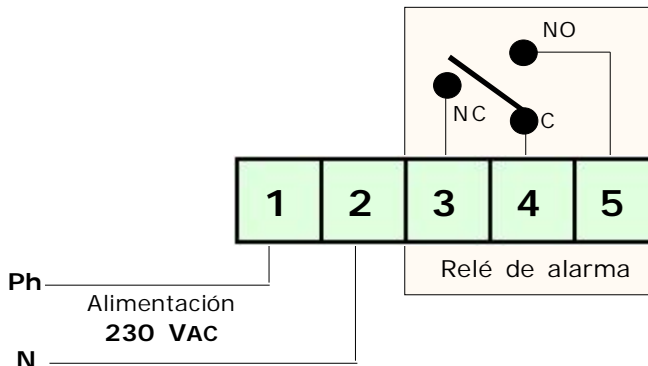 NO
NC
C
1 2 3 4 5
Relé de alarma
Ph
Alimentación
230 VAC
N